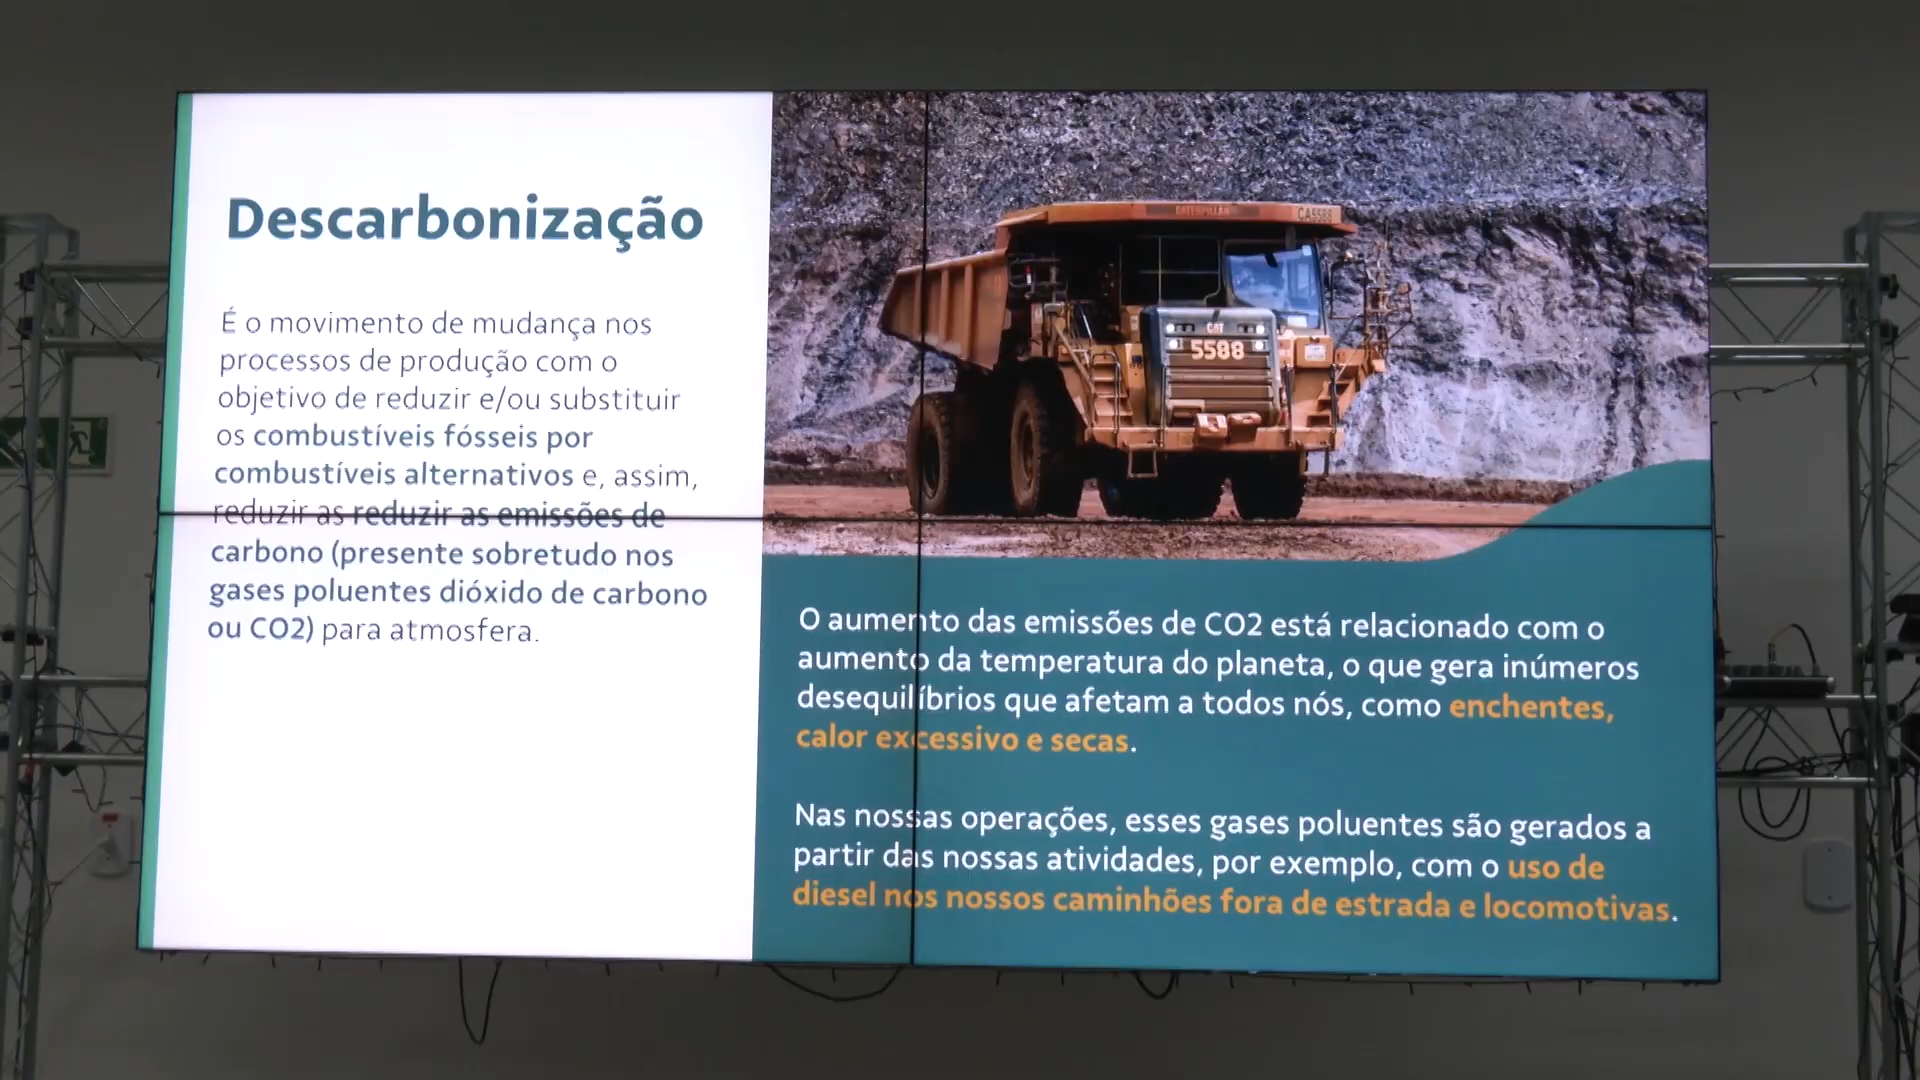 Descarbonização
É o movimento de mudança nos
processos de produção com o
objetivo de reduzir e/ou substituir
os combustíveis fósseis por
combustíveis alternativos e, assim,
reduzir as reduzir as emissões de
carbono (presente sobretudo nos
gases poluentes dióxido de carbono
ou CO2) para atmosfera.
CATERPILLAR
CA5588
CAT
5588
O aumento das emissões de CO2 está relacionado com o
aumento da temperatura do planeta, o que gera inúmeros
desequilíbrios que afetam a todos nós, como enchentes,
calor excessivo e secas.
Nas nossas operações, esses gases poluentes são gerados a
partir das nossas atividades, por exemplo, com o uso de
diesel nos nossos caminhões fora de estrada e locomotivas.